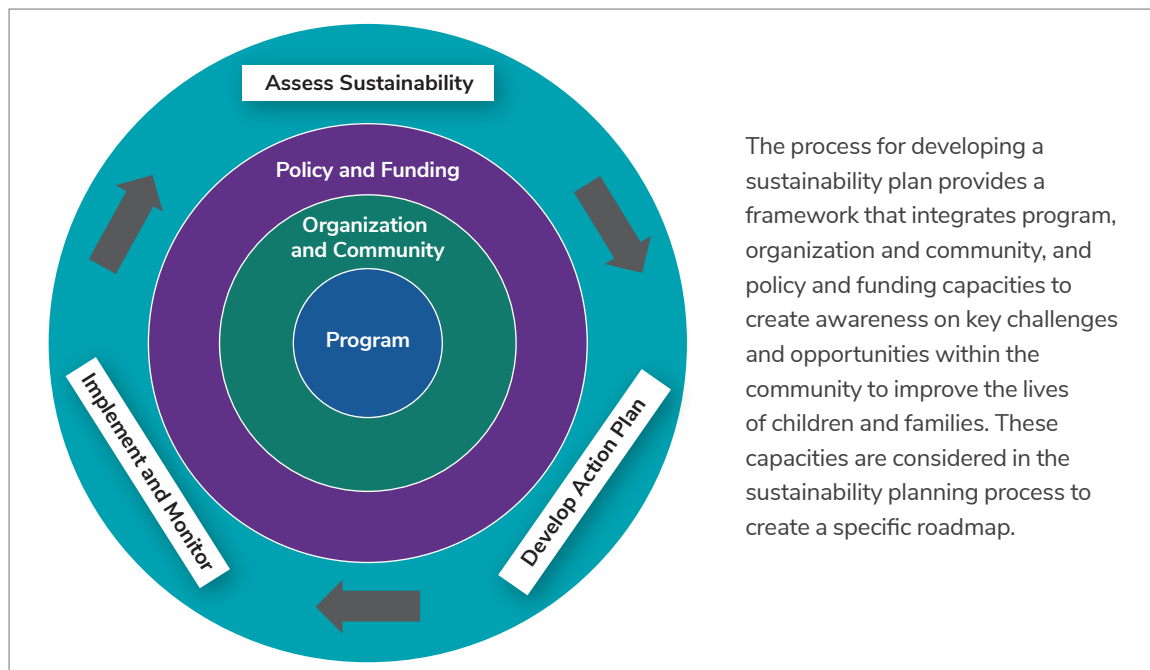 Assess Sustainability
Policy and Funding
Organization
and Community
Program
Develop Action Plan
Implement and Monitor
The process for developing a
sustainability plan provides a
framework that integrates program,
organization and community, and
policy and funding capacities to
create awareness on key challenges
and opportunities within the
community to improve the lives
of children and families. These
capacities are considered in the
sustainability planning process to
create a specific roadmap.